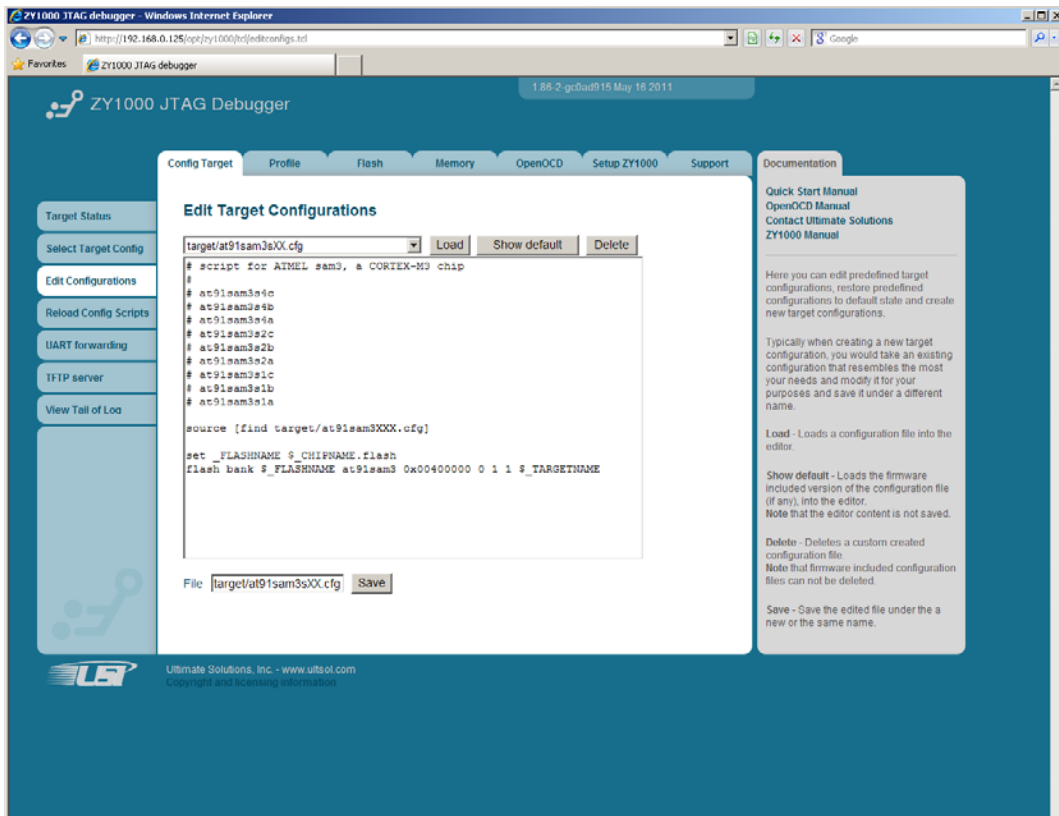 ZY1000 JTAG debugger - Windows Internet Explorer
http://192.168.0.125/opt/zy1000/tcl/editconfigs.tcl
Google
Favorites
ZY1000 JTAG debugger
1.86-2-gc0ad915 May 16 2011
ZY1000 JTAG Debugger
Config Target
Profile
Flash
Memory
OpenOCD
Setup ZY1000
Support
Documentation
Target Status
Select Target Config
Edit Configurations
Reload Config Scripts
UART forwarding
TFTP server
View Tail of Log
Edit Target Configurations
target/at91sam3sXX.cfg
Load
Show default
Delete
# script for ATMEL sam3, a CORTEX-M3 chip
#
# at91sam3s4c
# at91sam3s4b
# at91sam3s4a
# at91sam3s2c
# at91sam3s2b
# at91sam3s2a
# at91sam3s1c
# at91sam3s1b
# at91sam3s1a
source [find target/at91sam3XXX.cfg]
set _FLASHNAME $_CHIPNAME.flash
flash bank $_FLASHNAME at91sam3 0x00400000 0 1 1 $_TARGETNAME
File
target/at91sam3sXX.cfg
Save
Quick Start Manual
OpenOCD Manual
Contact Ultimate Solutions
ZY1000 Manual
Here you can edit predefined target
configurations, restore predefined
configurations to default state and create
new target configurations.
Typically when creating a new target
configuration, you would take an existing
configuration that resembles the most
your needs and modify it for your
purposes and save it under a different
name.
Load - Loads a configuration file into the
editor.
Show default - Loads the firmware
included version of the configuration file
(if any), into the editor.
Note that the editor content is not saved.
Delete - Deletes a custom created
configuration file.
Note that firmware included configuration
files can not be deleted.
Save - Save the edited file under the a
new or the same name.
USI
Ultimate Solutions, Inc. - www.ultsol.com
Copyright and licensing information